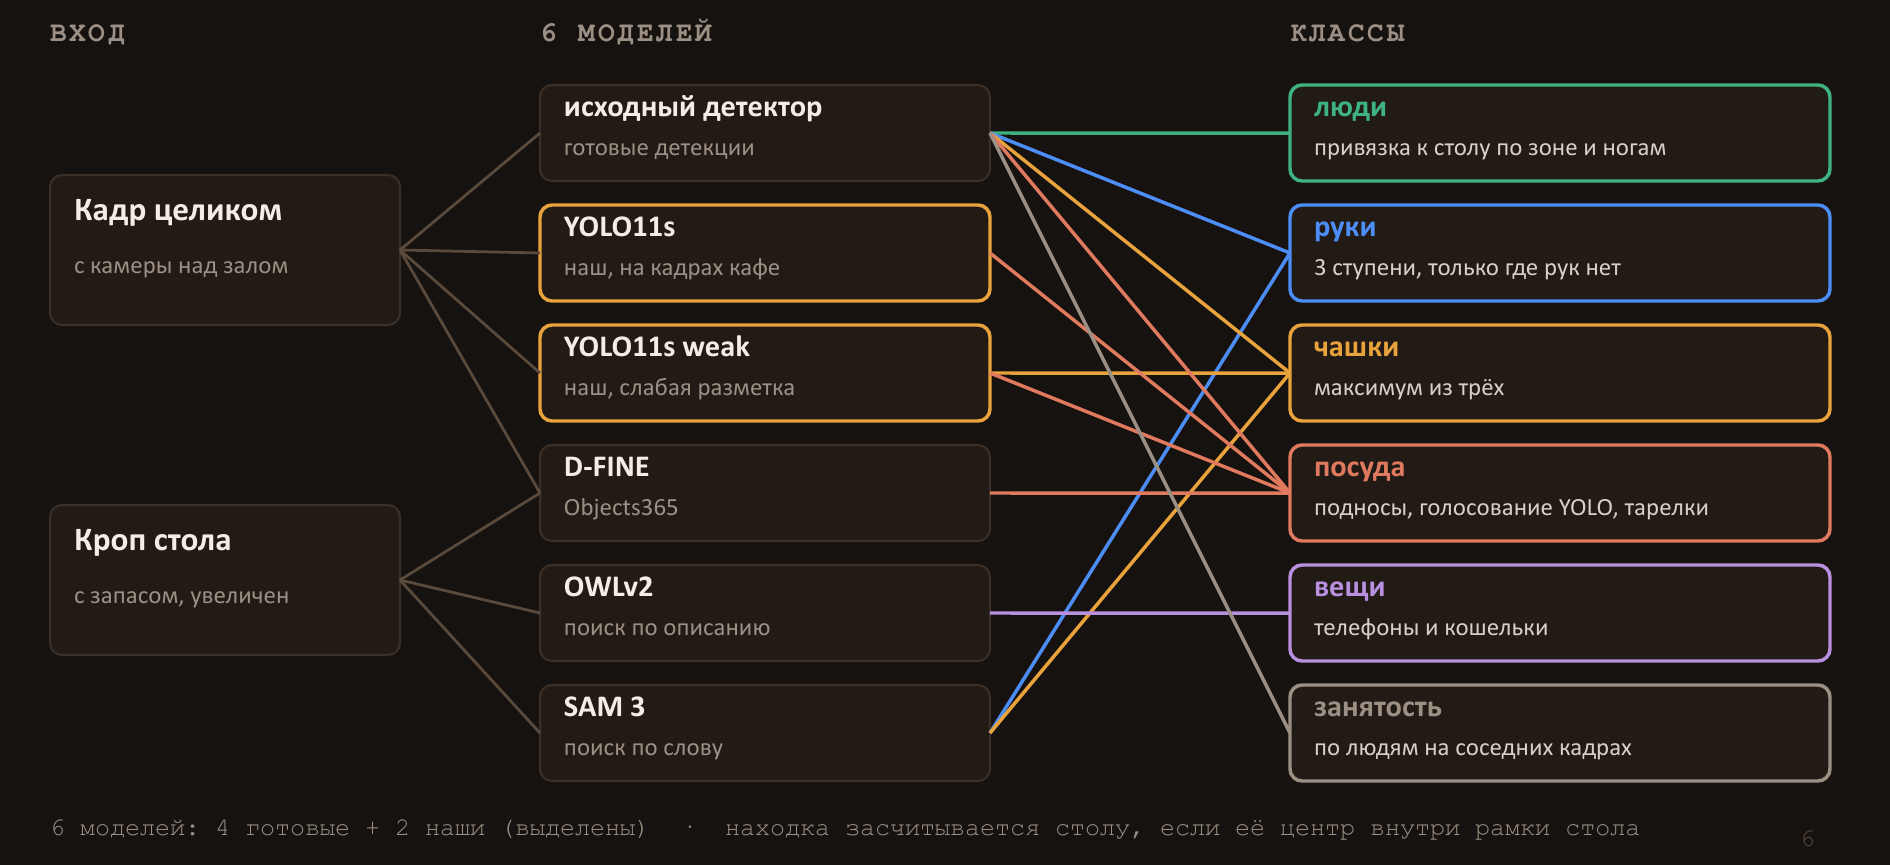 ВХОД
6 МОДЕЛЕЙ
КЛАССЫ
Кадр целиком
с камеры над залом
Кроп стола
с запасом, увеличен
исходный детектор
готовые детекции
YOLO11s
наш, на кадрах кафе
YOLO11s weak
наш, слабая разметка
D-FINE
Objects365
OWLv2
поиск по описанию
SAM 3
поиск по слову
люди
привязка к столу по зоне и ногам
руки
3 ступени, только где рук нет
чашки
максимум из трёх
посуда
подносы, голосование YOLO, тарелки
вещи
телефоны и кошельки
занятость
по людям на соседних кадрах
6 моделей: 4 готовые + 2 наши (выделены) · находка засчитывается столу, если её центр внутри рамки стола
6